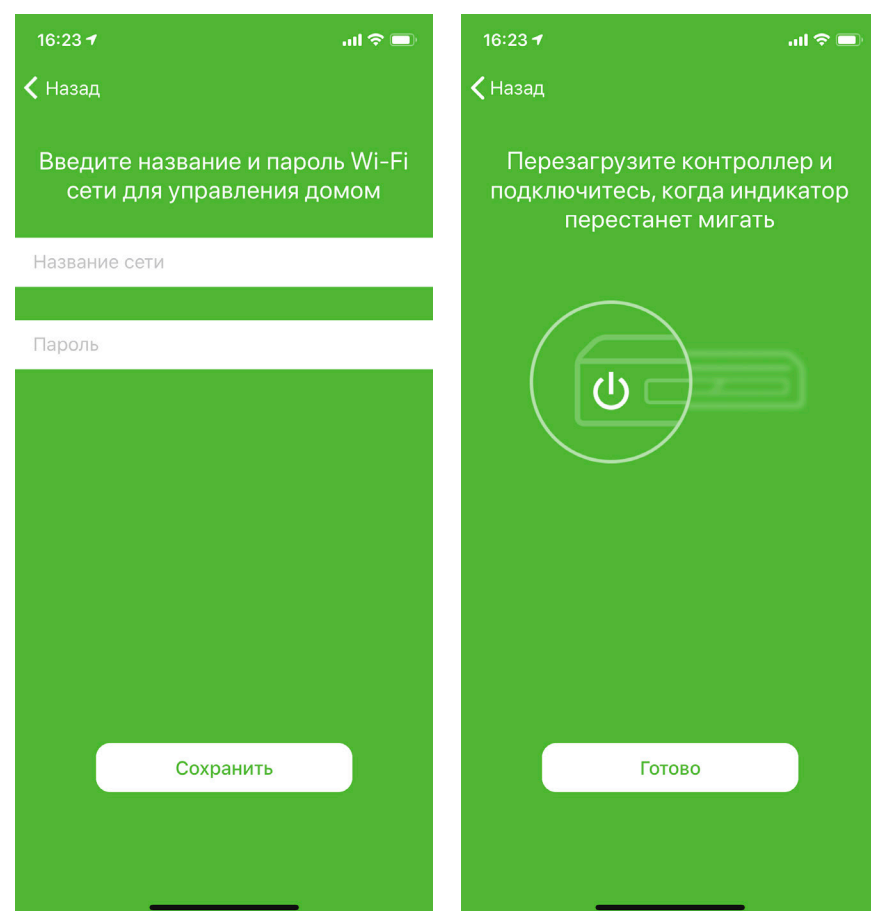 16:23
Назад
Введите название и пароль Wi-Fi
сети для управления домом
Название сети
Пароль
Сохранить
16:23
Назад
Перезагрузите контроллер и
подключитесь, когда индикатор
перестанет мигать
Готово